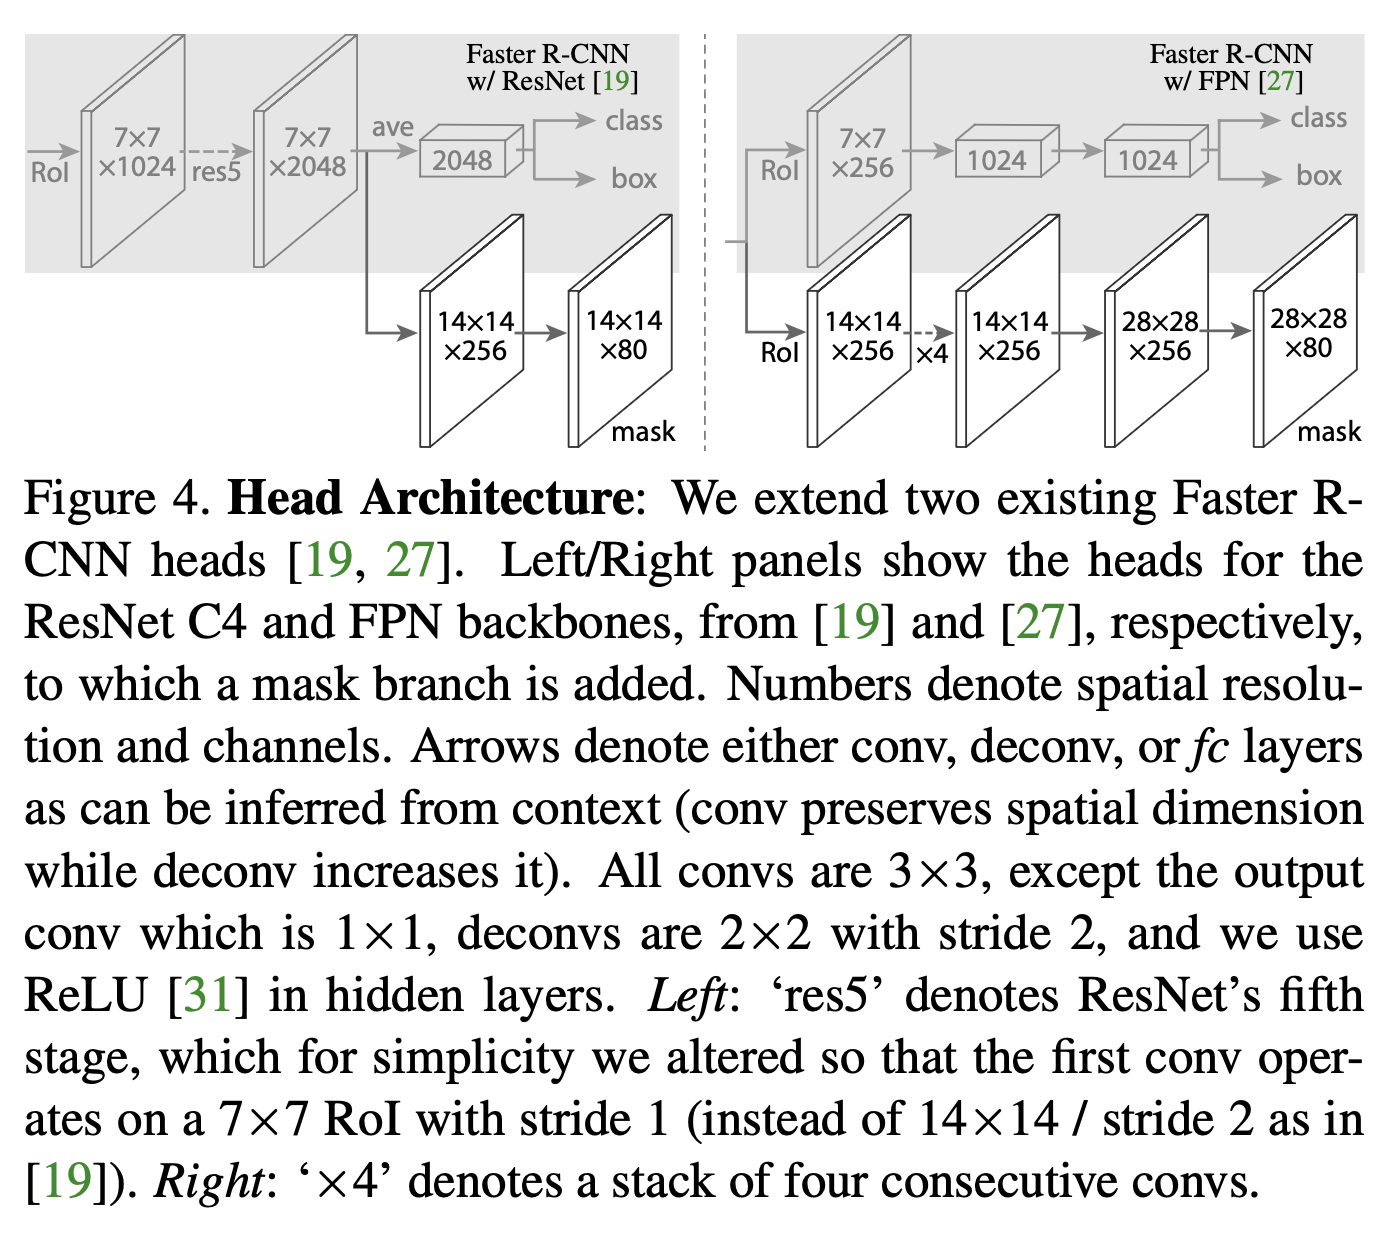 Faster R-CNN
w/ ResNet [19]
RoI
7×7
×1024
res5
7×7
×2048
ave
2048
class
box
14×14
×256
14×14
×80
mask
Faster R-CNN
w/ FPN [27]
RoI
7×7
×256
1024
1024
class
box
RoI
14×14
×256
×4
14×14
×256
28×28
×256
28×28
×80
mask
Figure 4. Head Architecture: We extend two existing Faster R-
CNN heads [19, 27]. Left/Right panels show the heads for the
ResNet C4 and FPN backbones, from [19] and [27], respectively,
to which a mask branch is added. Numbers denote spatial resolu-
tion and channels. Arrows denote either conv, deconv, or fc layers
as can be inferred from context (conv preserves spatial dimension
while deconv increases it). All convs are 3×3, except the output
conv which is 1×1, deconvs are 2×2 with stride 2, and we use
ReLU [31] in hidden layers. Left: ‘res5’ denotes ResNet’s fifth
stage, which for simplicity we altered so that the first conv oper-
ates on a 7×7 RoI with stride 1 (instead of 14×14 / stride 2 as in
[19]). Right: ‘×4’ denotes a stack of four consecutive convs.